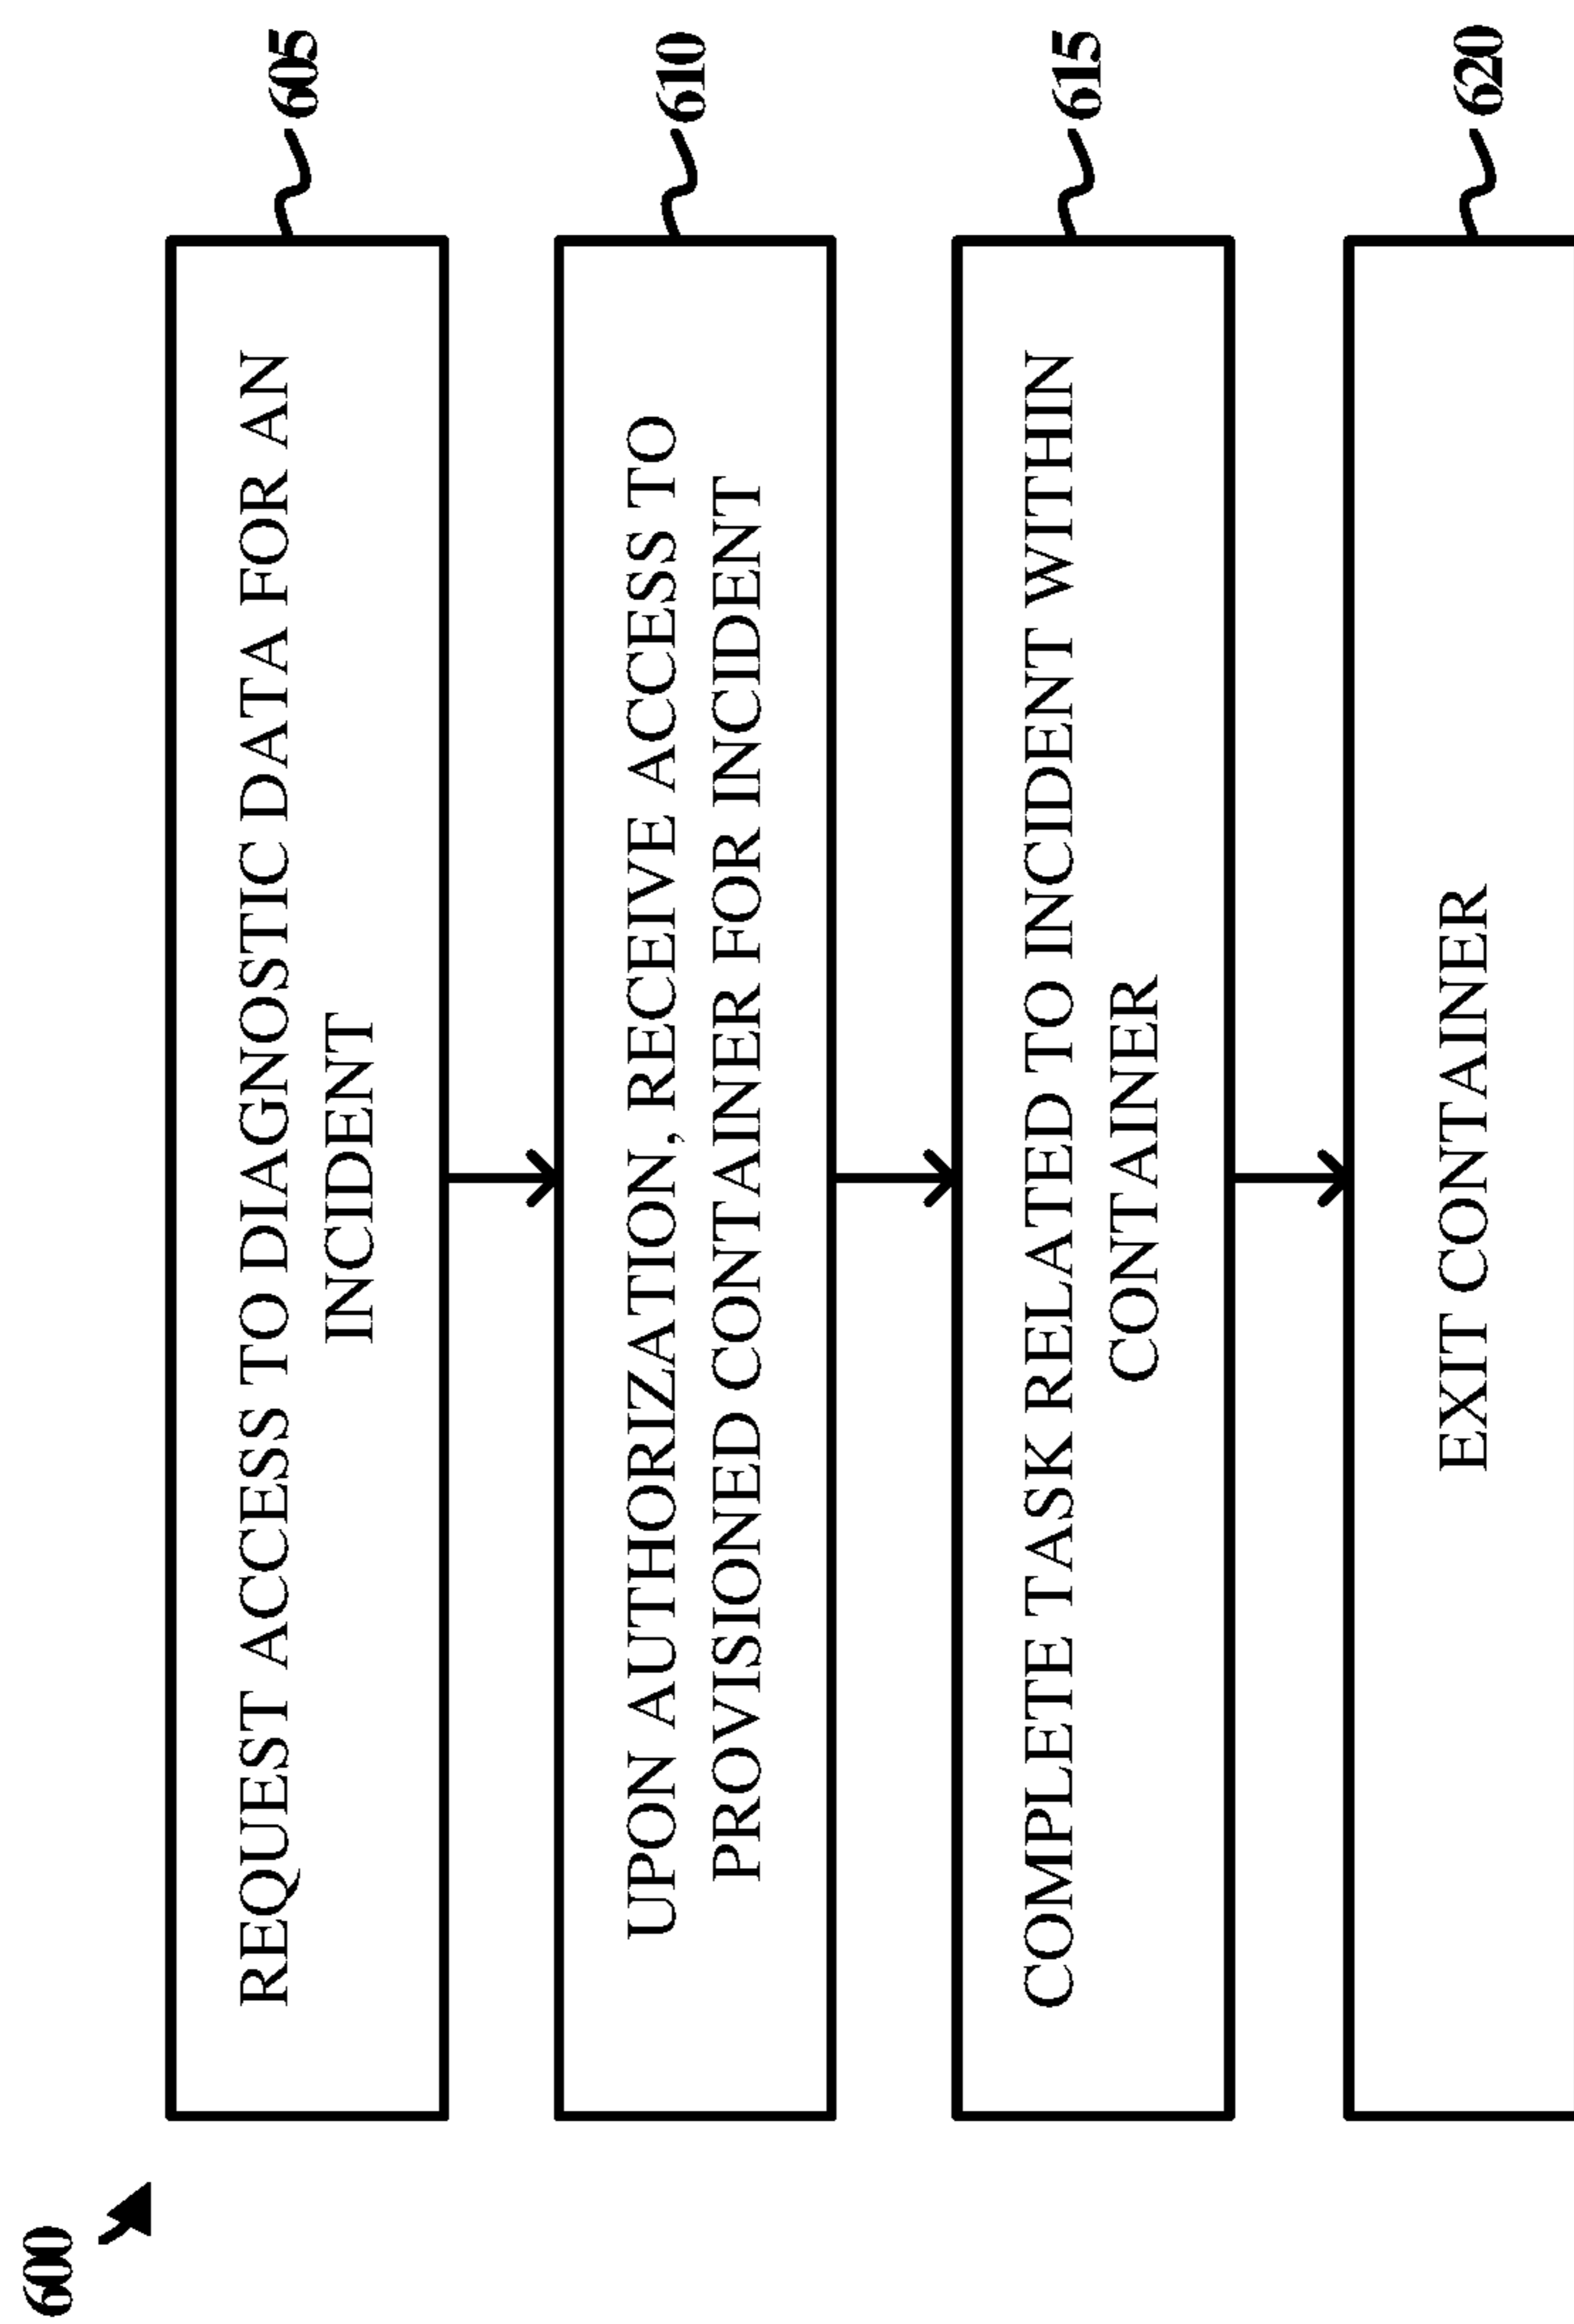 600
REQUEST ACCESS TO DIAGNOSTIC DATA FOR AN
INCIDENT
605
UPON AUTHORIZATION, RECEIVE ACCESS TO
PROVISIONED CONTAINER FOR INCIDENT
610
COMPLETE TASK RELATED TO INCIDENT WITHIN
CONTAINER
615
EXIT CONTAINER
620